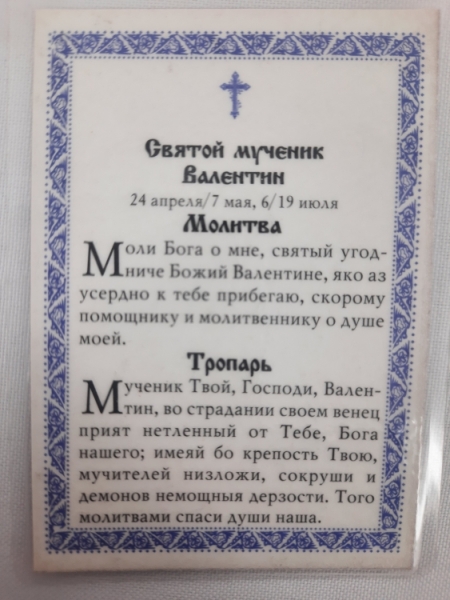 Святой мученик
Валентин
24 апреля/7 мая, 6/19 июля
Молитва
Моли Бога о мне, святый угод-
ниче Божий Валентине, яко аз
усердно к тебе прибегаю, скорому
помощнику и молитвеннику о душе
моей.
Тропарь
Мученик Твой, Господи, Вален-
тин, во страдании своем венец
прият нетленный от Тебе, Бога
нашего; имеяй бо крепость Твою,
мучителей низложи, сокруши и
демонов немощныя дерзости. Того
молитвами спаси души наша.